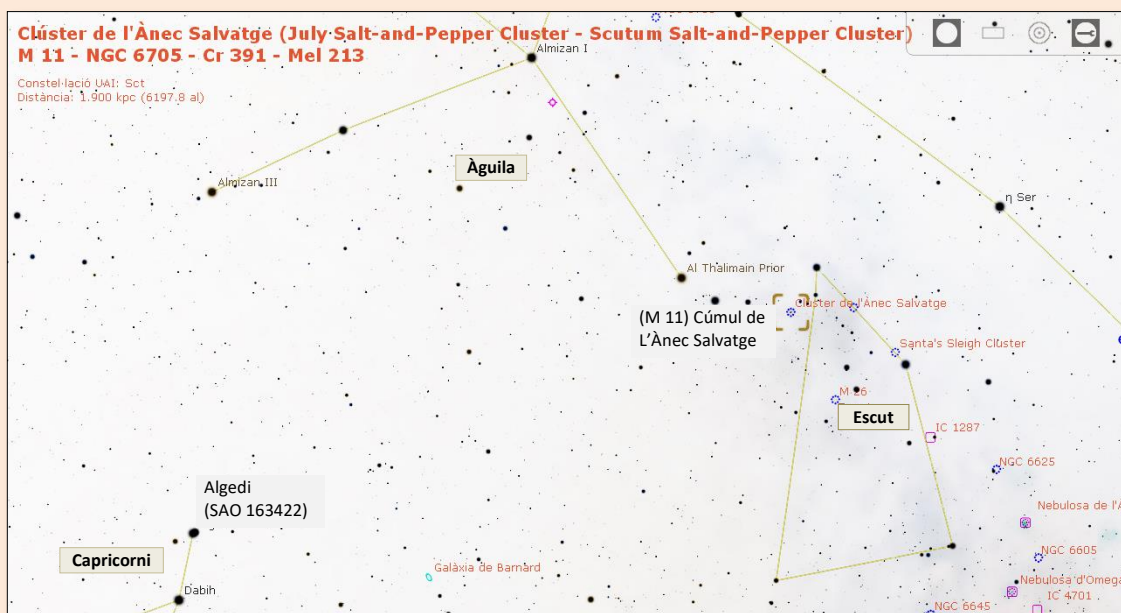 Clúster de l'Ànec Salvatge (July Salt-and-Pepper Cluster - Scutum Salt-and-Pepper Cluster)
M 11 - NGC 6705 - Cr 391 - Mel 213
Constel·lació UAI: Sct
Distància: 1.900 kpc (6197.8 al)
Almizan I
Àguila
Almizan III
η Ser
Al Thalimain Prior
Clúster de l'Ànec Salvatge
(M 11) Cúmul de
L'Ànec Salvatge
Santa's Sleigh Cluster
M 26
Escut
IC 1287
NGC 6625
Algedi
(SAO 163422)
Nebulosa de l'À
Capricorni
NGC 6605
Galàxia de Barnard
Nebulosa d'Omega
Dabih
IC 4701
NGC 6645